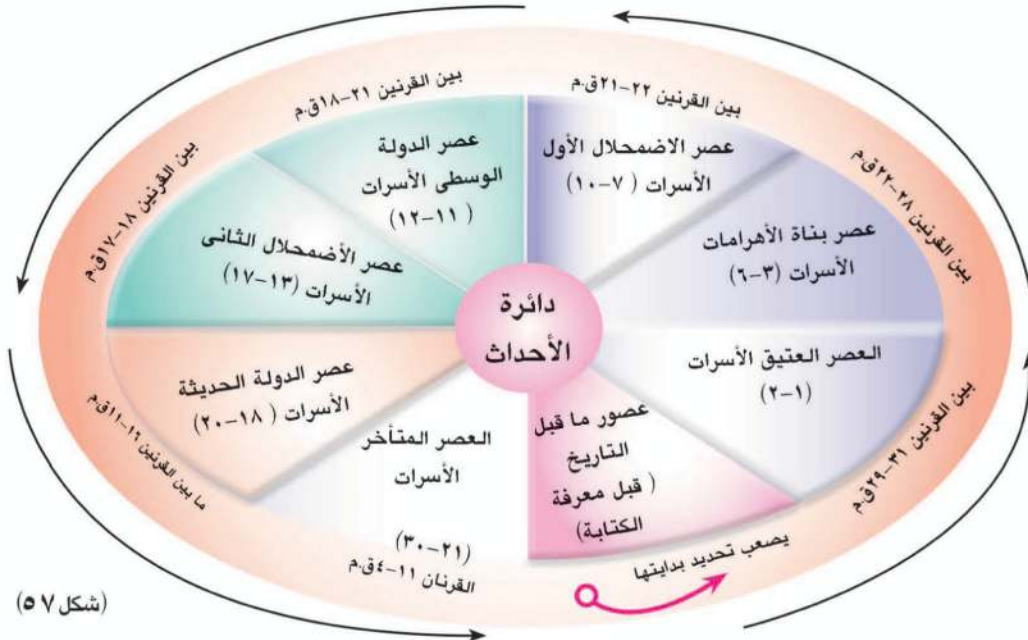 دائرة
الأحداث
عصور ما قبل
التاريخ
( قبل معرفة
الكتابة)
يصعب تحديد بدايتها
العصر العتيق الأسرات
(١-٢)
بين القرنين ٣١-٢٩ق.م
عصر بناة الأهرامات
الأسرات (٣-٦)
بين القرنين ٢٨-٢٢ق.م
عصر الاضمحلال الأول
الأسرات (٧-١٠)
بين القرنين ٢٢-٢١ق.م
عصر الدولة
الوسطى الأسرات
(١١-١٢)
بين القرنين ٢١-١٨ق.م
عصر الأضمحلال الثانى
الأسرات (١٣-١٧)
بين القرنين ١٨-١٧ق.م
عصر الدولة الحديثة
الأسرات (١٨-٢٠)
ما بين القرنين ١٦-١١ق.م
العصر المتأخر
الأسرات
(٢١-٣٠)
القرنان ١١-٤ق.م
(شكل ٥٧)